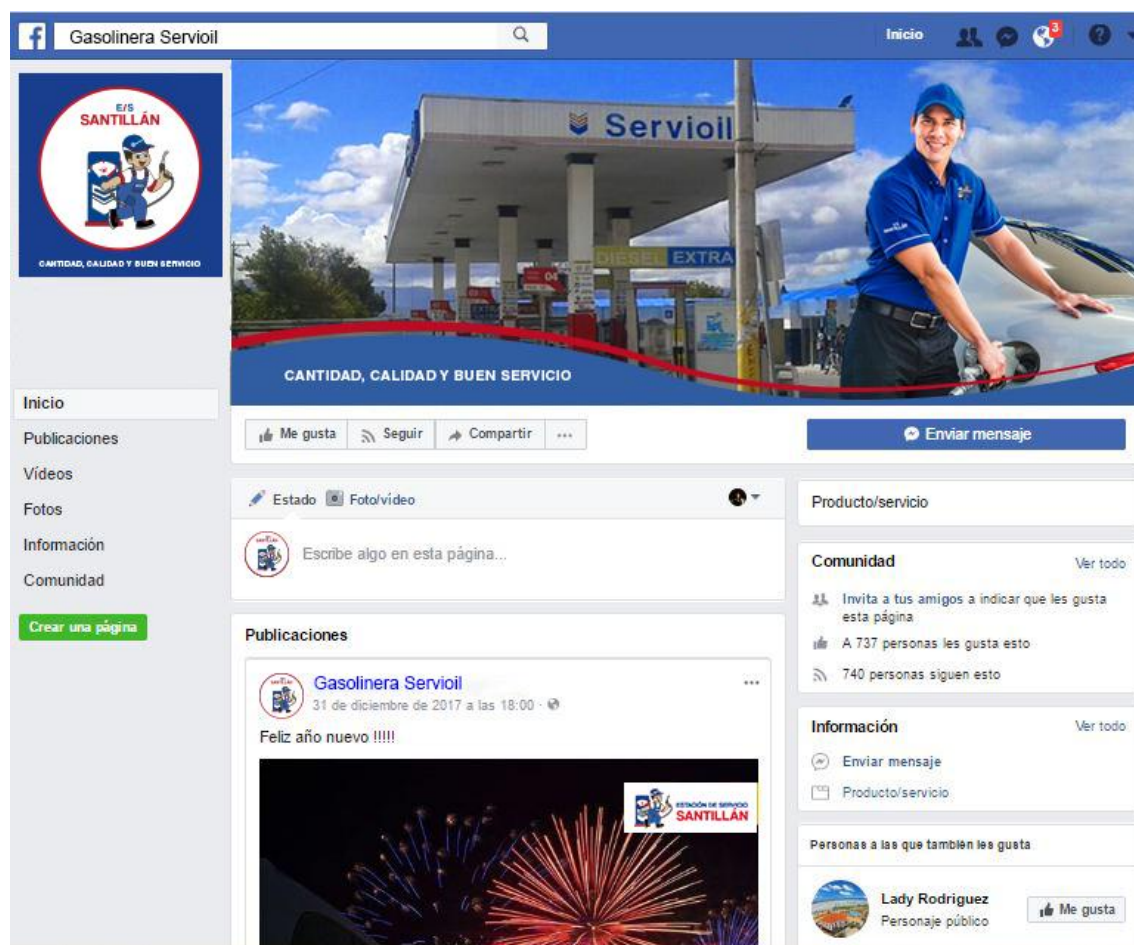 Gasolinera Servioil
Inicio
3
E/S
SANTILLÁN
CANTIDAD, CALIDAD Y BUEN SERVICIO
Servioil
DIESEL EXTRA
04
CANTIDAD, CALIDAD Y BUEN SERVICIO
Inicio
Publicaciones
Vídeos
Fotos
Información
Comunidad
Crear una página
Me gusta
Seguir
Compartir
Enviar mensaje
Estado
Foto/vídeo
Escribe algo en esta página...
Publicaciones
Gasolinera Servioil
31 de diciembre de 2017 a las 18:00
Feliz año nuevo !!!!!
ESTACIÓN DE SERVICIO
SANTILLÁN
Producto/servicio
Comunidad
Ver todo
Invita a tus amigos a indicar que les gusta
esta página
A 737 personas les gusta esto
740 personas siguen esto
Información
Ver todo
Enviar mensaje
Producto/servicio
Personas a las que también les gusta
Lady Rodriguez
Personaje público
Me gusta